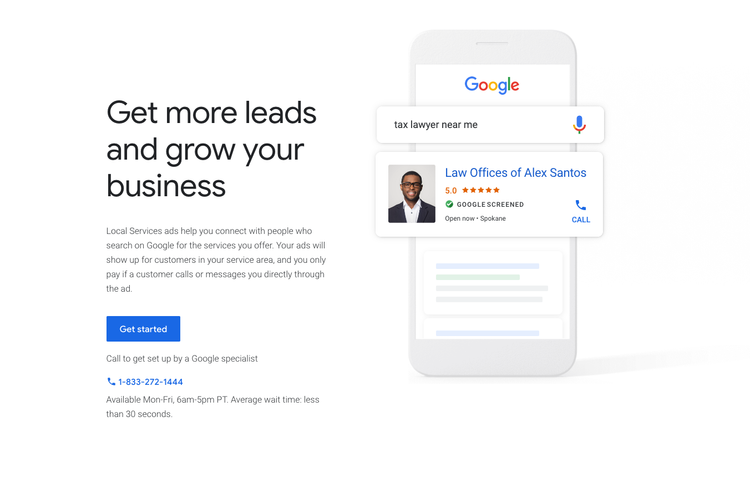 Get more leads
and grow your
business
Local Services ads help you connect with people who
search on Google for the services you offer. Your ads will
show up for customers in your service area, and you only
pay if a customer calls or messages you directly through
the ad.
Get started
Call to get set up by a Google specialist
1-833-272-1444
Available Mon-Fri, 6am-5pm PT. Average wait time: less
than 30 seconds.
Google
tax lawyer near me
Law Offices of Alex Santos
5.0
GOOGLE SCREENED
Open now • Spokane
CALL